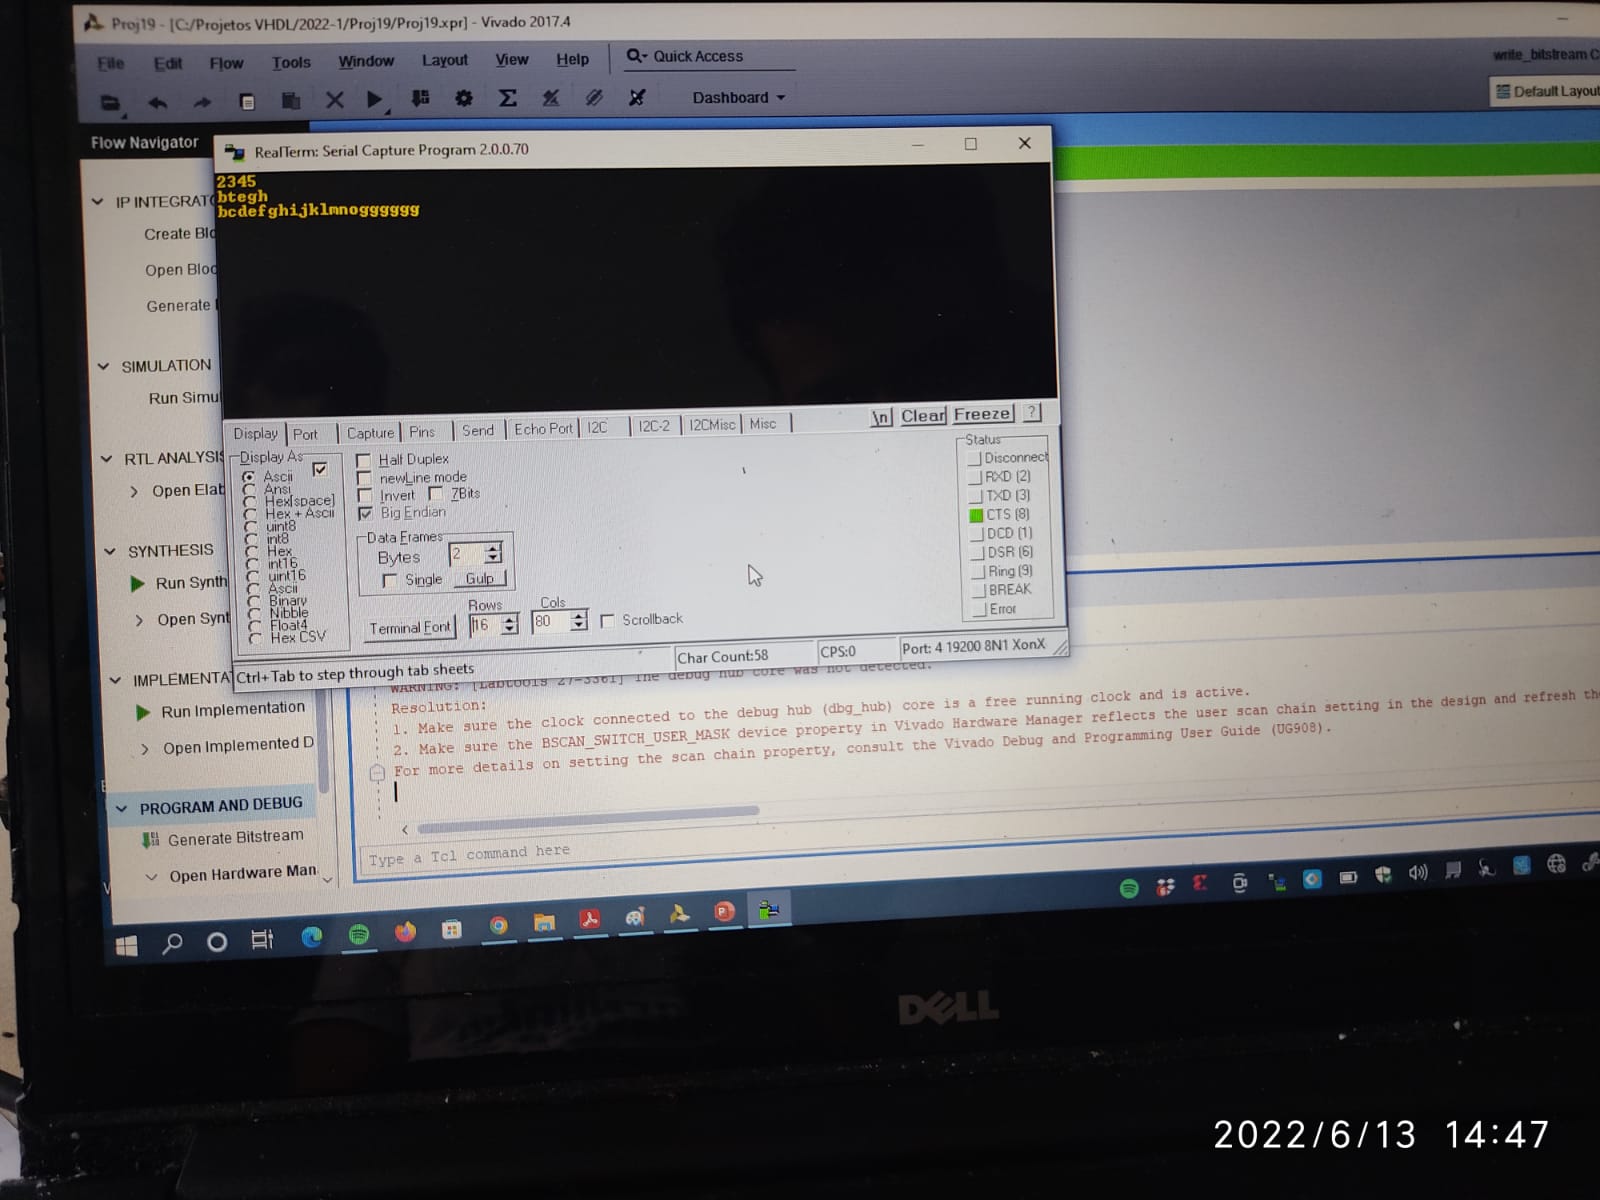 Proj19 - [C:/Projetos VHDL/2022-1/Proj19/Proj19.xpr] - Vivado 2017.4
File Edit Flow Tools Window Layout View Help Quick Access
write_bitstream C
Dashboard
Default Layou
Flow Navigator
RealTerm: Serial Capture Program 2.0.0.70
2345
btegh
bcdefghijklmnogggggg
IP INTEGRAT
Create Blo
Open Bloc
Generate
SIMULATION
Run Simu
RTL ANALYSIS
Open Elab
SYNTHESIS
Run Synth
Open Synt
IMPLEMENTA
Run Implementation
Open Implemented D
PROGRAM AND DEBUG
Generate Bitstream
Open Hardware Man
Display Port Capture Pins Send Echo Port I2C I2C-2 I2CMisc Misc
\n Clear Freeze ?
Display As
Ascii
Ansi
Hex[space]
Hex + Ascii
uint8
int8
Hex
int16
uint16
Ascii
Binary
Nibble
Float4
Hex CSV
Half Duplex
newLine mode
Invert 7Bits
Big Endian
Data Frames
Bytes 2
Single Gulp
Rows Cols
Terminal Font 16 80 Scrollback
Status
Disconnect
RXD (2)
TXD (3)
CTS (8)
DCD (1)
DSR (6)
Ring (9)
BREAK
Error
Ctrl+Tab to step through tab sheets
Char Count:58 CPS:0 Port: 4 19200 8N1 XonX
WARNING: [Labtools 27-3361] The debug hub core was not detected.
Resolution:
1. Make sure the clock connected to the debug hub (dbg_hub) core is a free running clock and is active.
2. Make sure the BSCAN_SWITCH_USER_MASK device property in Vivado Hardware Manager reflects the user scan chain setting in the design and refresh th
For more details on setting the scan chain property, consult the Vivado Debug and Programming User Guide (UG908).
Type a Tcl command here
DELL
2022/6/13 14:47